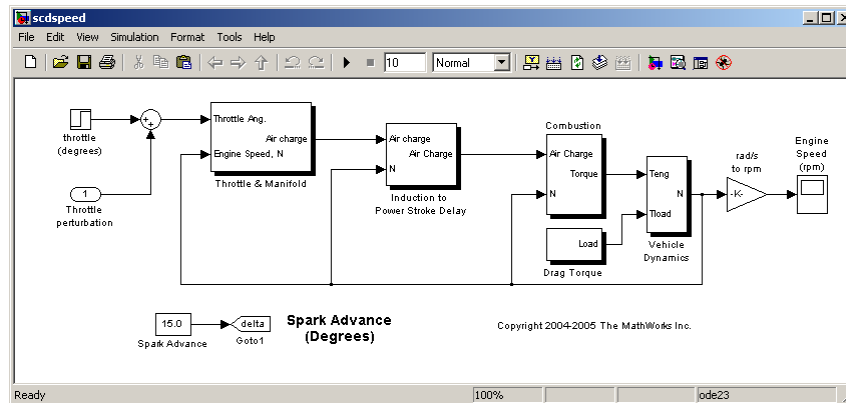 scdspeed
File Edit View Simulation Format Tools Help
10 Normal
throttle
(degrees)
1
Throttle
perturbation
Throttle Ang.
Air charge
Engine Speed, N
Throttle & Manifold
Air charge
Air Charge
N
Induction to
Power Stroke Delay
Combustion
Air Charge
Torque
N
Load
Drag Torque
Teng
N
Tload
Vehicle
Dynamics
rad/s
to rpm
-K-
Engine
Speed
(rpm)
15.0
Spark Advance
delta
Goto1
Spark Advance
(Degrees)
Copyright 2004-2005 The MathWorks Inc.
Ready 100% ode23